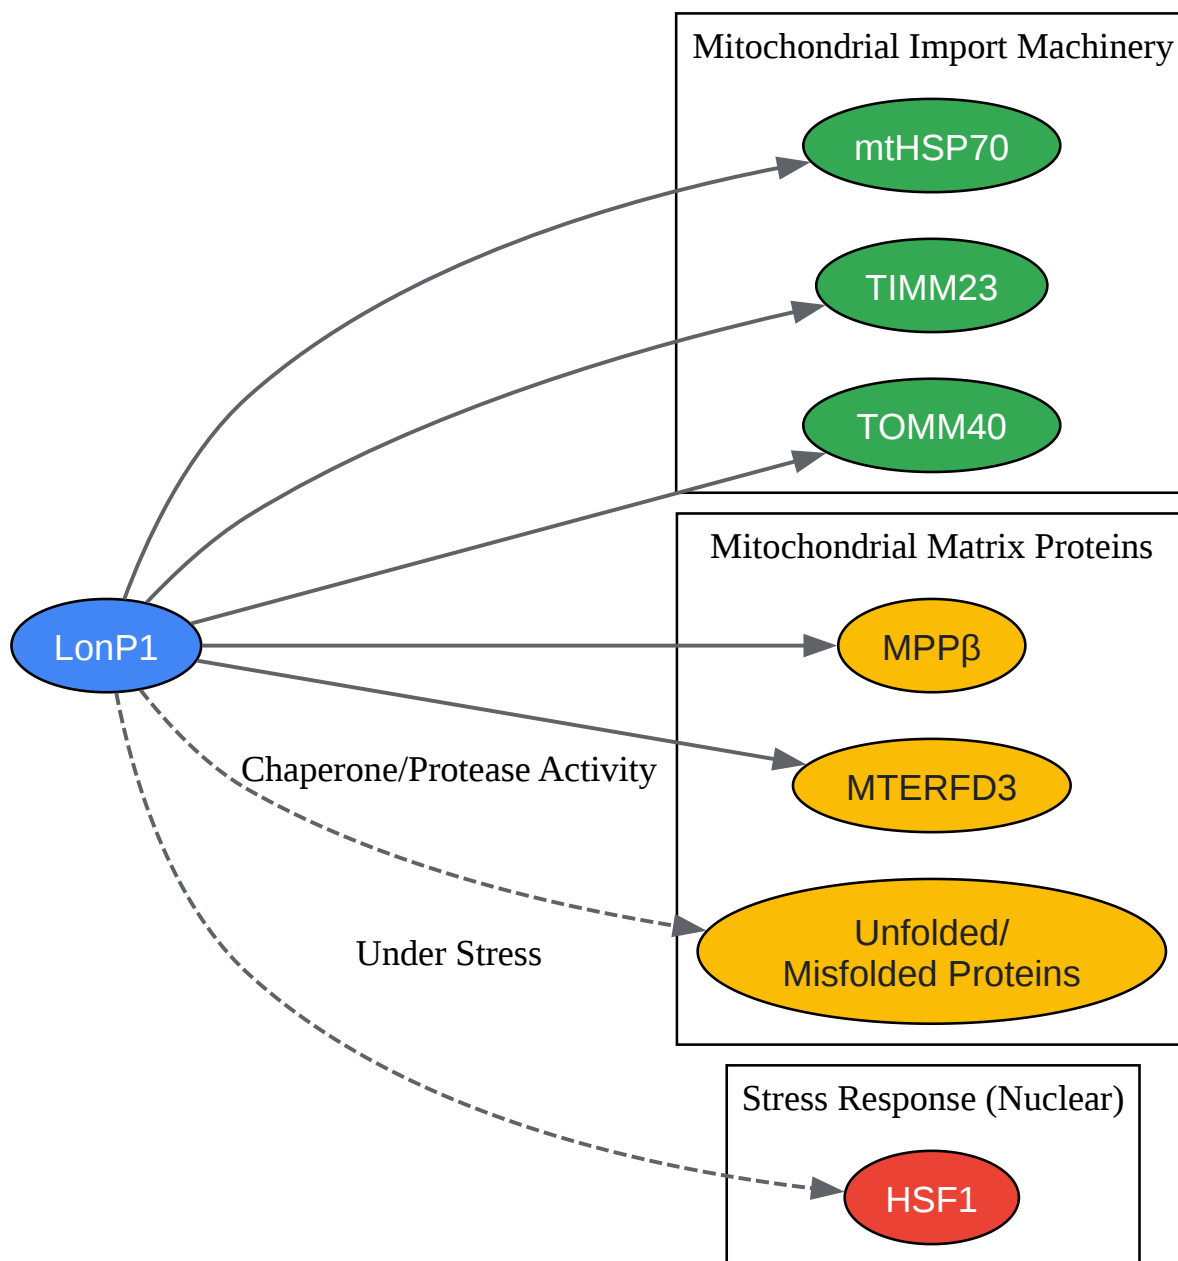 Mitochondrial Import Machinery
mtHSP70
TIMM23
TOMM40
Mitochondrial Matrix Proteins
LonP1
MPPβ
MTERFD3
Chaperone/Protease Activity
Unfolded/
Misfolded Proteins
Under Stress
Stress Response (Nuclear)
HSF1